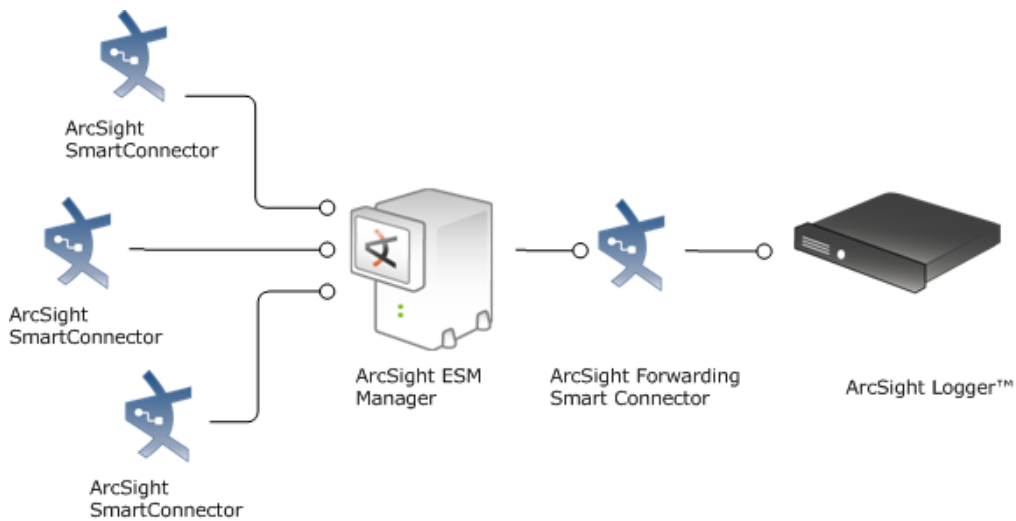 ArcSight
SmartConnector
ArcSight
SmartConnector
ArcSight
SmartConnector
ArcSight ESM
Manager
ArcSight Forwarding
Smart Connector
ArcSight Logger™